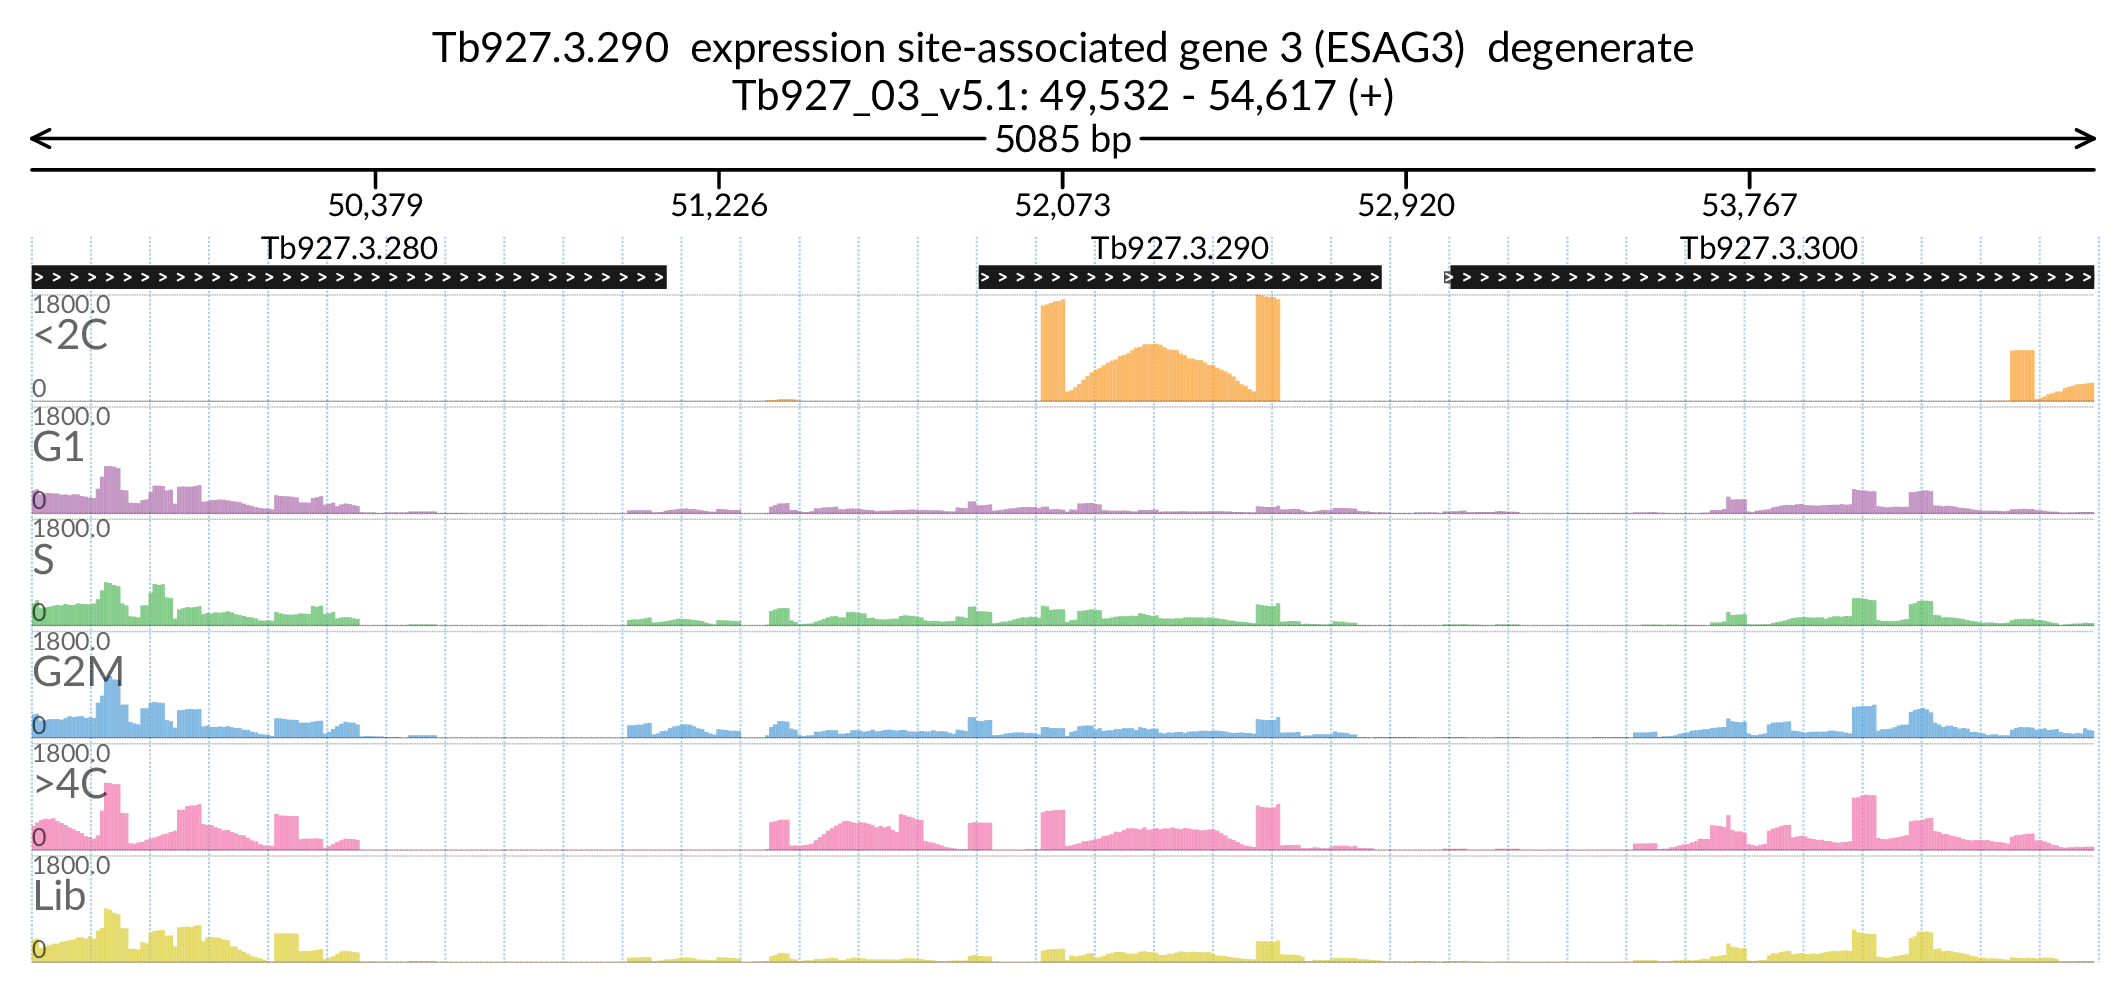 Tb927.3.290 expression site-associated gene 3 (ESAG3) degenerate
Tb927_03_v5.1: 49,532 - 54,617 (+)
5085 bp
50,379 51,226 52,073 52,920 53,767
Tb927.3.280 Tb927.3.290 Tb927.3.300
1800.0
<2C
0
1800.0
G1
0
1800.0
S
0
1800.0
G2M
0
1800.0
>4C
0
1800.0
Lib
0